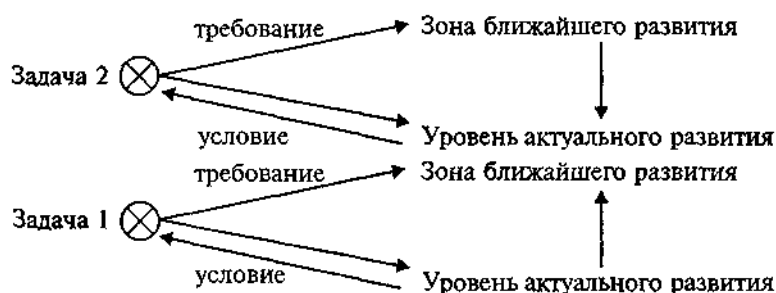 требование Зона ближайшего развития
Задача 2
условие Уровень актуального развития
требование Зона ближайшего развития
Задача 1
условие Уровень актуального развития